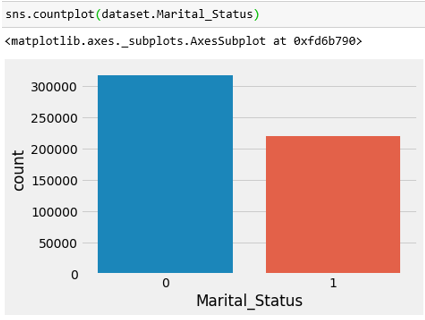 sns.countplot(dataset.Marital_Status)
<matplotlib.axes._subplots.AxesSubplot at 0xfd6b790>
300000
250000
200000
150000
100000
50000
0
count
0 1
Marital_Status